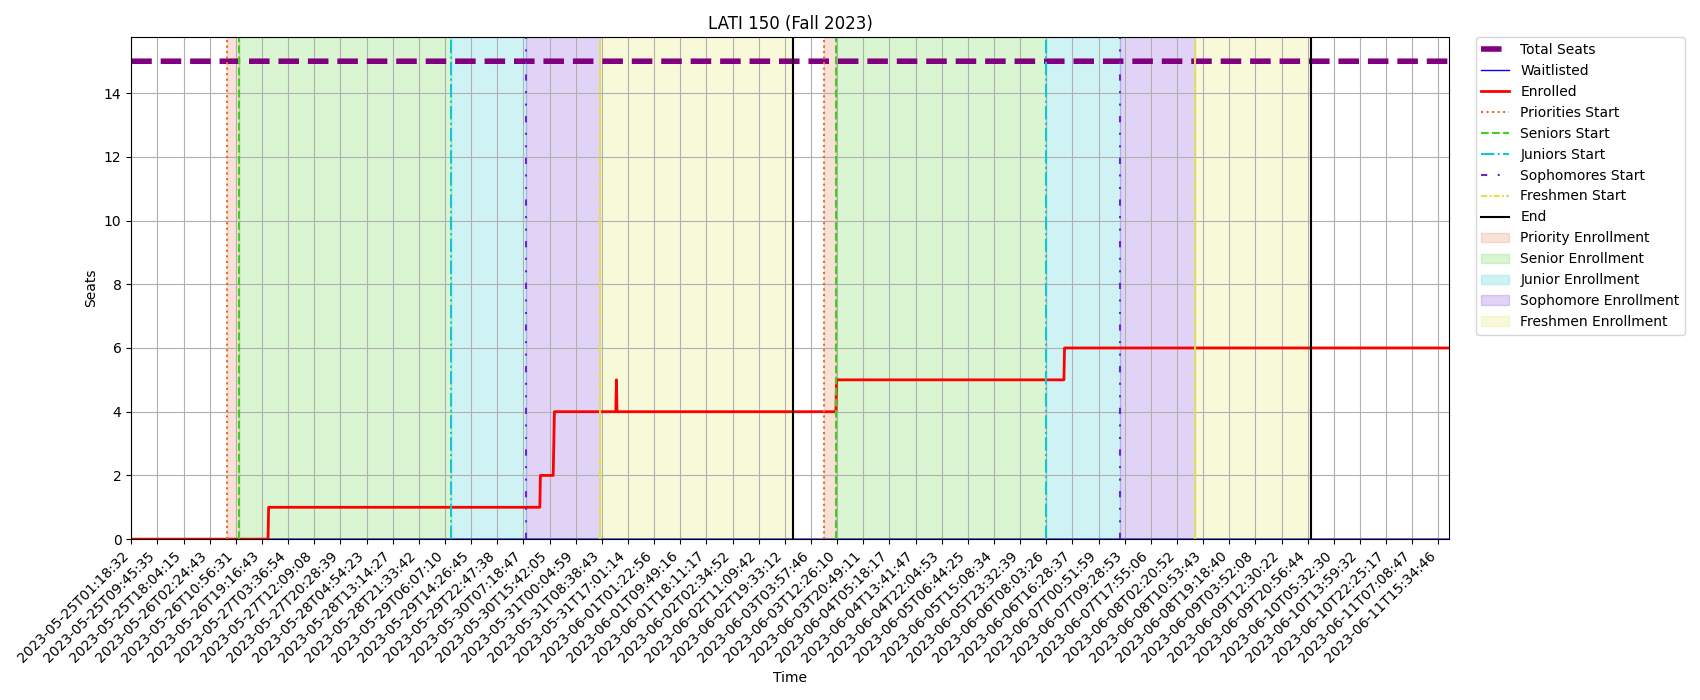 LATI 150 (Fall 2023)
Seats
14
12
10
8
6
4
2
0
2023-05-25T01:18:32
2023-05-25T09:45:35
2023-05-25T18:04:15
2023-05-26T02:24:43
2023-05-26T10:56:31
2023-05-26T19:16:43
2023-05-27T03:36:54
2023-05-27T12:09:08
2023-05-27T20:28:39
2023-05-28T04:54:23
2023-05-28T13:14:27
2023-05-28T21:33:42
2023-05-29T06:07:10
2023-05-29T14:26:45
2023-05-29T22:47:38
2023-05-30T07:18:47
2023-05-30T15:42:05
2023-05-31T00:04:59
2023-05-31T08:38:43
2023-05-31T17:01:14
2023-06-01T01:22:56
2023-06-01T09:49:16
2023-06-01T18:11:17
2023-06-02T02:34:52
2023-06-02T11:09:42
2023-06-02T19:33:12
2023-06-03T03:57:46
2023-06-03T12:26:10
2023-06-03T20:49:11
2023-06-04T05:18:17
2023-06-04T13:41:47
2023-06-04T22:04:53
2023-06-05T06:44:25
2023-06-05T15:08:34
2023-06-05T23:32:39
2023-06-06T08:03:26
2023-06-06T16:28:37
2023-06-07T00:51:59
2023-06-07T09:28:53
2023-06-07T17:55:06
2023-06-08T02:20:52
2023-06-08T10:53:43
2023-06-08T19:18:40
2023-06-09T03:52:08
2023-06-09T12:30:22
2023-06-09T20:56:44
2023-06-10T05:32:30
2023-06-10T13:59:32
2023-06-10T22:25:17
2023-06-11T07:08:47
2023-06-11T15:34:46
Time
Total Seats
Waitlisted
Enrolled
Priorities Start
Seniors Start
Juniors Start
Sophomores Start
Freshmen Start
End
Priority Enrollment
Senior Enrollment
Junior Enrollment
Sophomore Enrollment
Freshmen Enrollment